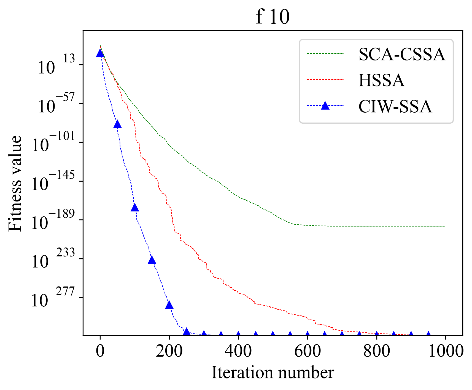 f 10
10⁻¹³
10⁻⁵⁷
10⁻¹⁰¹
10⁻¹⁴⁵
10⁻¹⁸⁹
10⁻²³³
10⁻²⁷⁷
Fitness value
SCA-CSSA
HSSA
CIW-SSA
0 200 400 600 800 1000
Iteration number